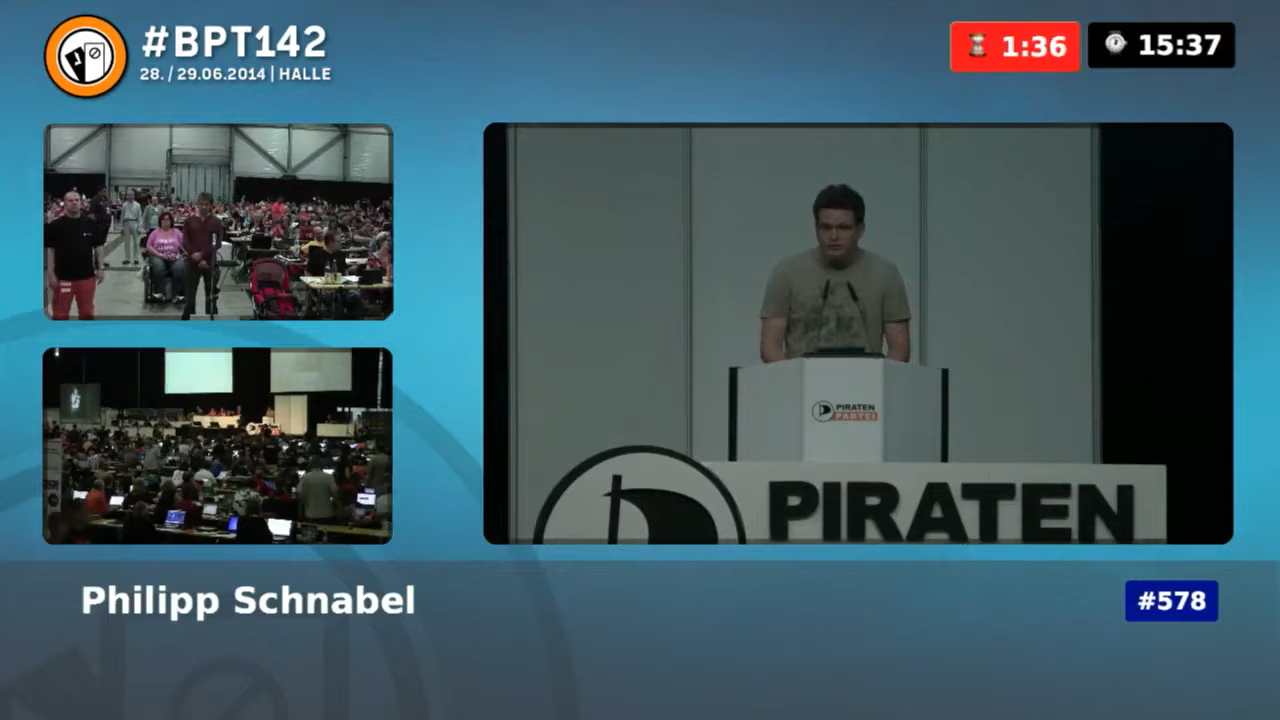 #BPT142
28. / 29.06.2014 | HALLE
1:36
15:37
PIRATEN
PARTEI
PIRATEN
Philipp Schnabel
#578